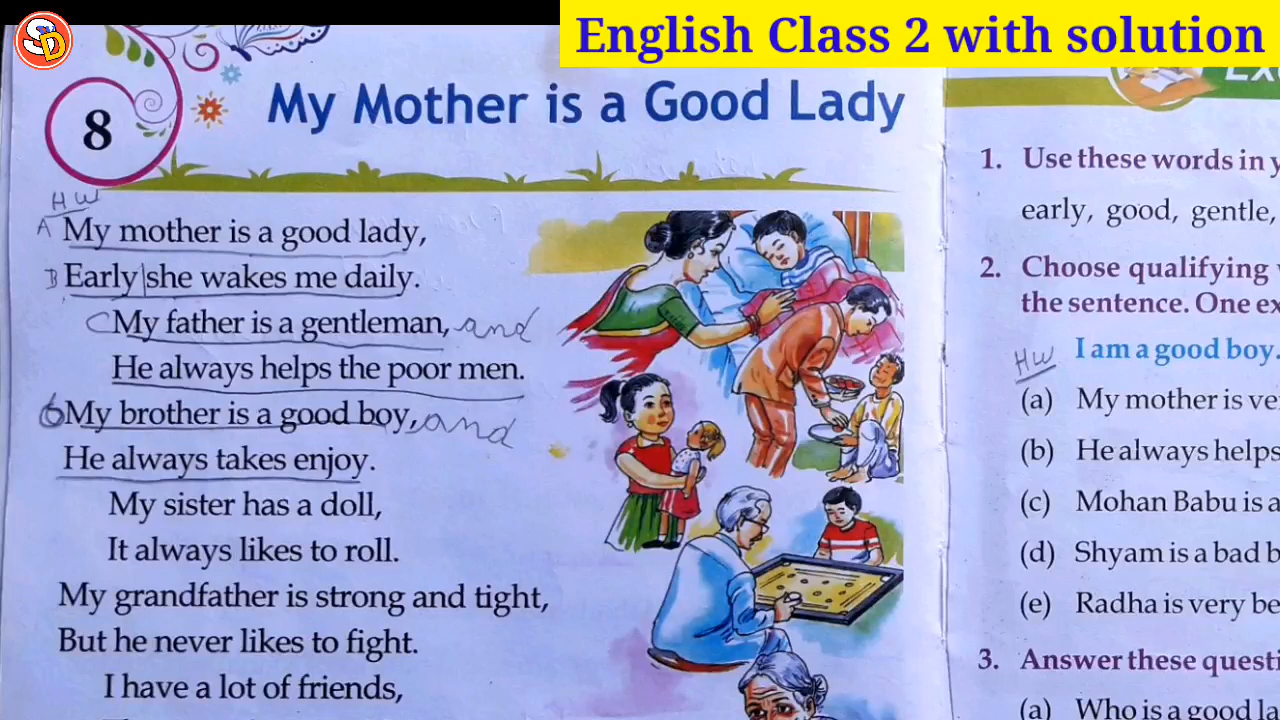 SD
English Class 2 with solution
8
My Mother is a Good Lady
HW
A My mother is a good lady,
B Early she wakes me daily.
C My father is a gentleman, and
He always helps the poor men.
My brother is a good boy, and
He always takes enjoy.
My sister has a doll,
It always likes to roll.
My grandfather is strong and tight,
But he never likes to fight.
I have a lot of friends,
1. Use these words in y
early, good, gentle,
2. Choose qualifying
the sentence. One ex
HW
I am a good boy.
(a) My mother is ve
(b) He always helps
(c) Mohan Babu is a
(d) Shyam is a bad b
(e) Radha is very be
3. Answer these questi
(a) Who is a good la